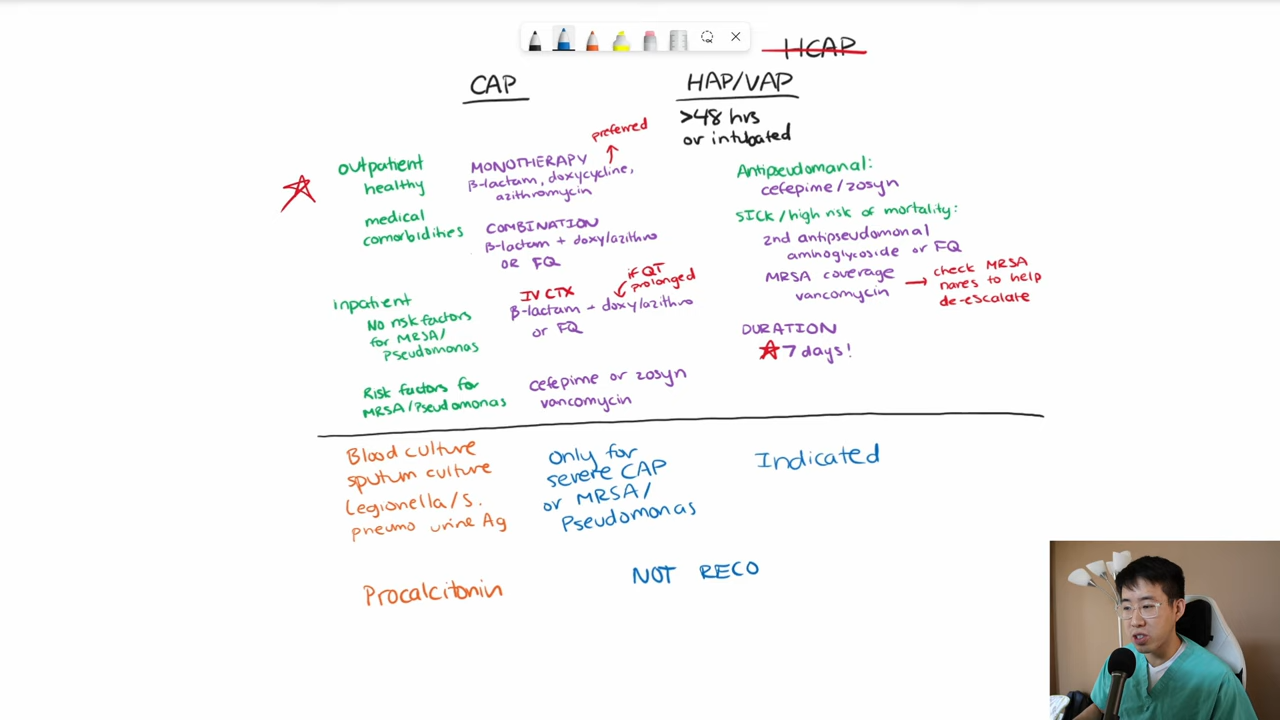 HCAP
CAP
HAP/VAP
>48 hrs
or intubated
preferred
outpatient
healthy
MONOTHERAPY
β-lactam, doxycycline,
azithromycin
medical
comorbidities
COMBINATION
β-lactam + doxy/azithro
OR FQ
inpatient
No risk factors
for MRSA/
Pseudomonas
IV CTX
if QT
prolonged
β-lactam + doxy/azithro
or FQ
Risk factors for
MRSA/Pseudomonas
cefepime or zosyn
vancomycin
Antipseudomonal:
cefepime/zosyn
SICK/high risk of mortality:
2nd antipseudomonal
aminoglycoside or FQ
MRSA coverage
vancomycin
check MRSA
nares to help
de-escalate
DURATION
7 days!
Blood culture
sputum culture
Legionella/S.
pneumo urine Ag
Only for
severe CAP
or MRSA/
Pseudomonas
Indicated
Procalcitonin
NOT RECO